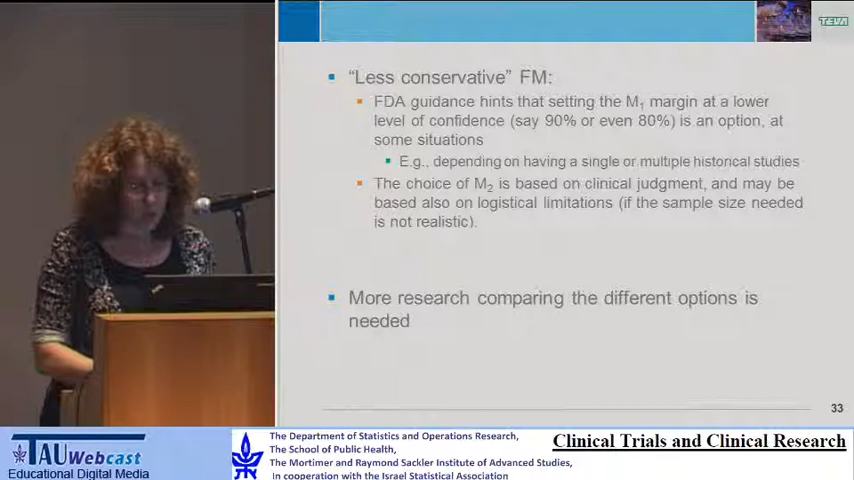 TEVA
"Less conservative" FM:
FDA guidance hints that setting the M1 margin at a lower
level of confidence (say 90% or even 80%) is an option, at
some situations
E.g., depending on having a single or multiple historical studies
The choice of M2 is based on clinical judgment, and may be
based also on logistical limitations (if the sample size needed
is not realistic).
More research comparing the different options is
needed
33
TAUWebcast
Educational Digital Media
The Department of Statistics and Operations Research,
The School of Public Health,
The Mortimer and Raymond Sackler Institute of Advanced Studies,
In cooperation with the Israel Statistical Association
Clinical Trials and Clinical Research